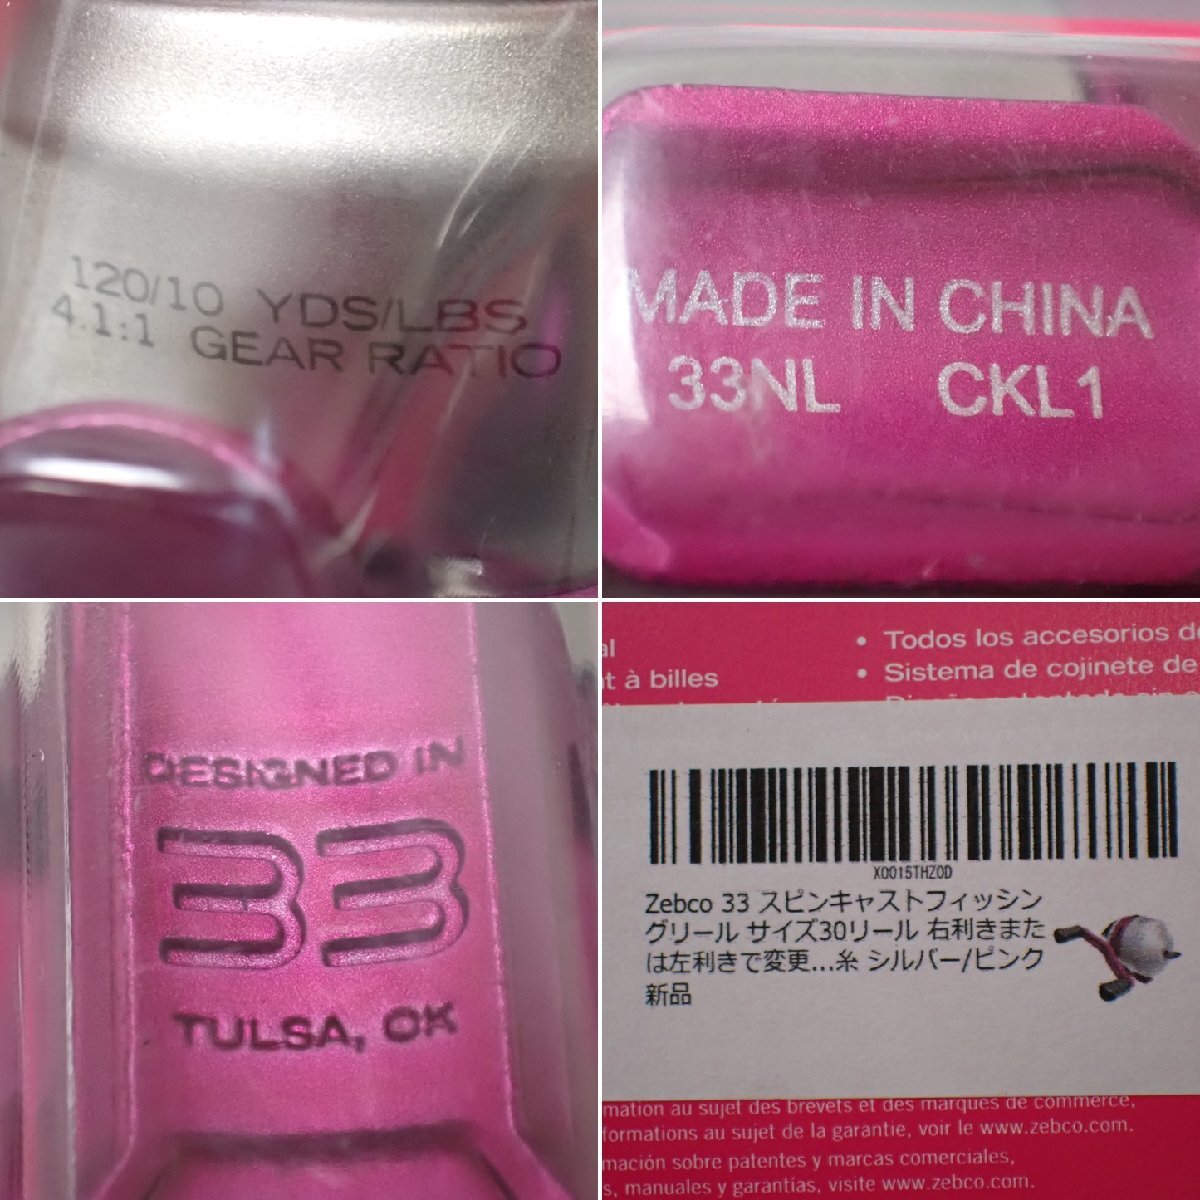 120/10 YDS/LBS
4.1:1 GEAR RATIO
MADE IN CHINA
33NL CKL1
DESIGNED IN
33
TULSA, OK
al
t à billes
• Todos los accesorios d
• Sistema de cojinete de
X0015THZ0D
Zebco 33 スピンキャストフィッシン
グリール サイズ30リール 右利きまた
は左利きで変更...糸 シルバー/ピンク
新品
mation au sujet des brevets et des marques de commerce,
formations au sujet de la garantie, voir le www.zebco.com.
mación sobre patentes y marcas comerciales,
s, manuales y garantías, visite www.zebco.com.